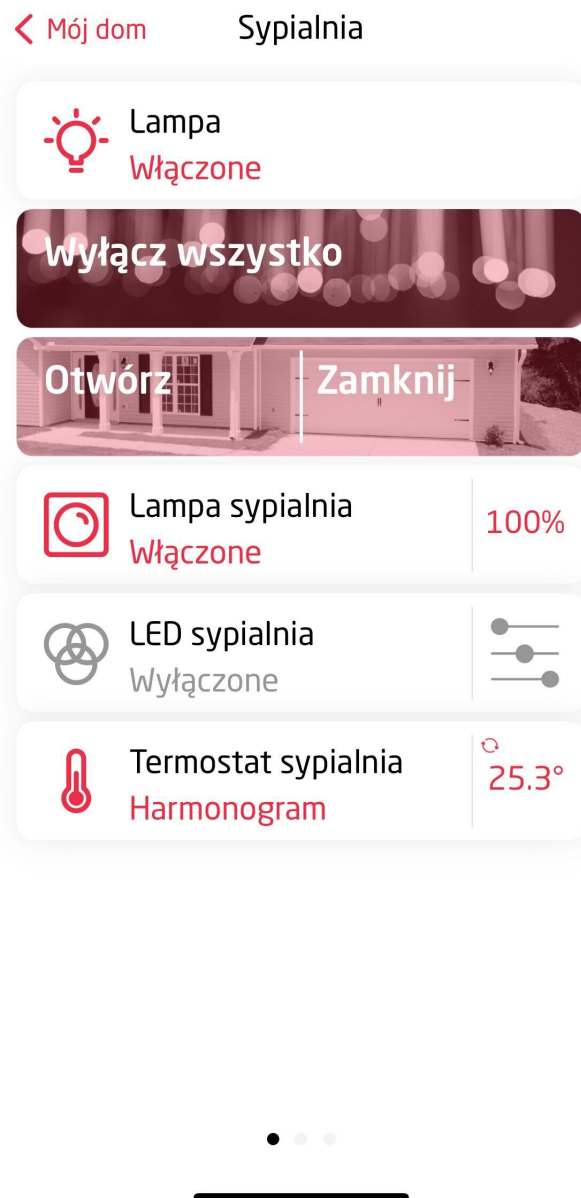 Mój dom Sypialnia
Lampa
Włączone
Wyłącz wszystko
Otwórz Zamknij
Lampa sypialnia
Włączone
100%
LED sypialnia
Wyłączone
Termostat sypialnia
Harmonogram
25.3°